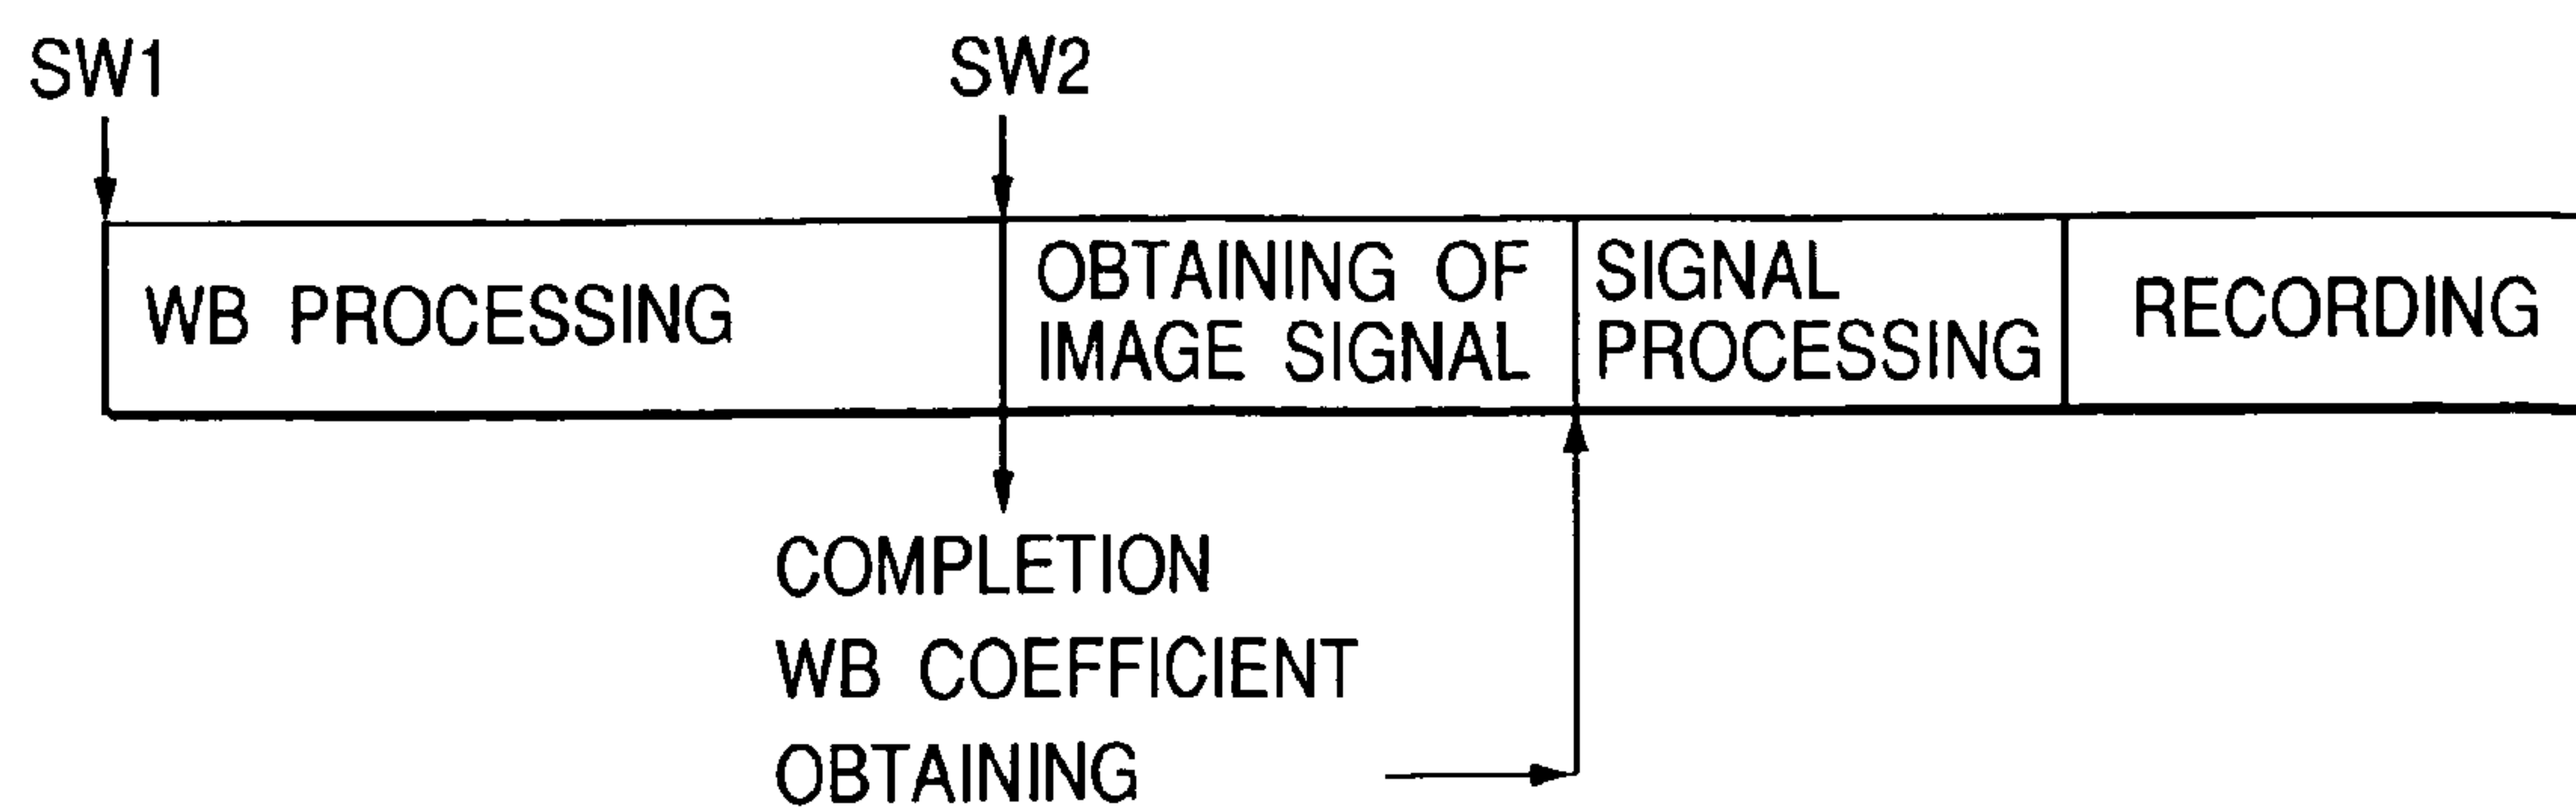 SW1
SW2
WB PROCESSING
OBTAINING OF
IMAGE SIGNAL
SIGNAL
PROCESSING
RECORDING
COMPLETION
WB COEFFICIENT
OBTAINING